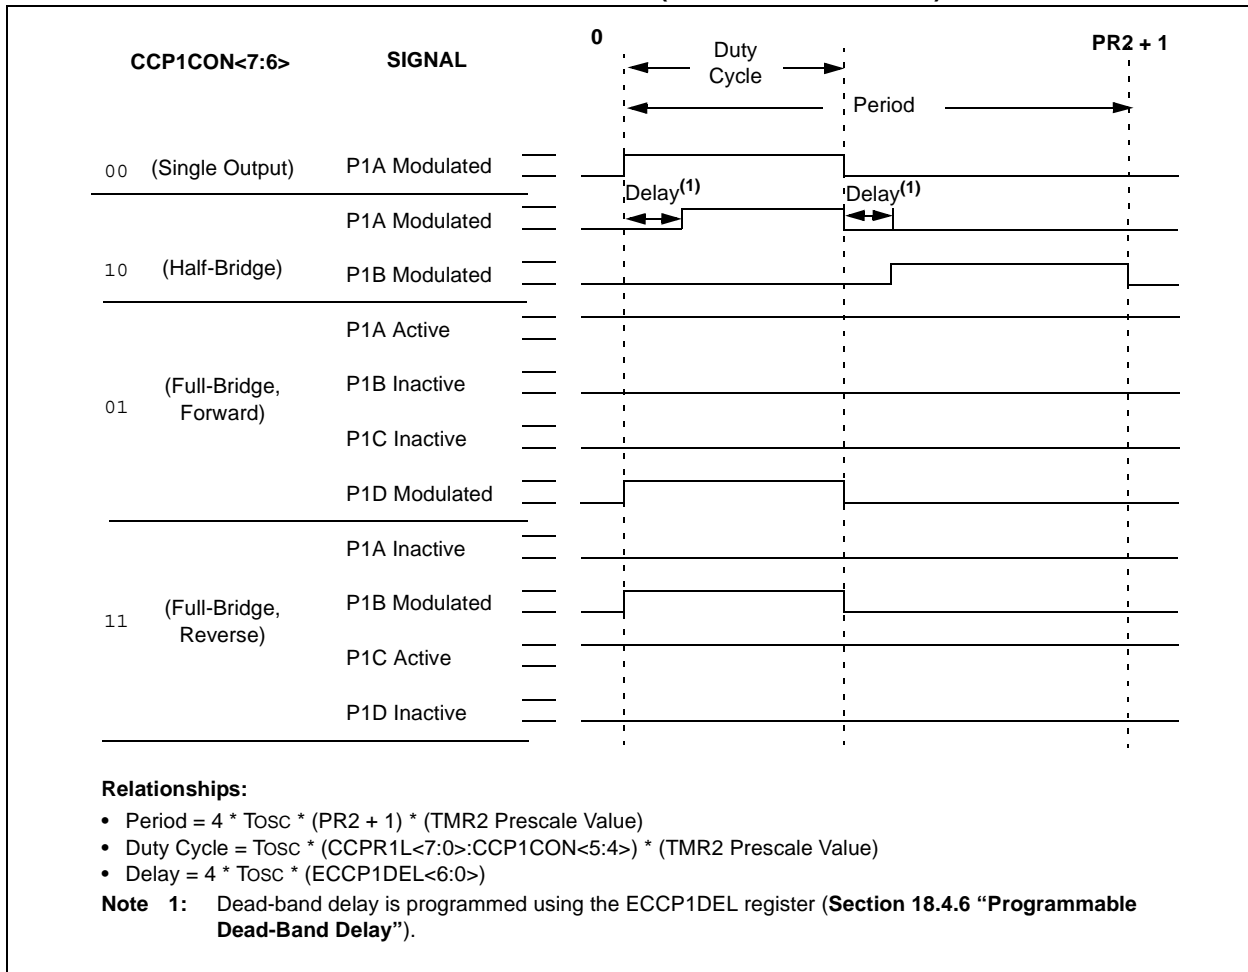 0
PR2 + 1
CCP1CON<7:6>
SIGNAL
Duty
Cycle
Period
00 (Single Output) P1A Modulated
Delay(1) Delay(1)
P1A Modulated
10 (Half-Bridge) P1B Modulated
P1A Active
(Full-Bridge,
Forward)
P1B Inactive
01
P1C Inactive
P1D Modulated
P1A Inactive
11
(Full-Bridge,
Reverse)
P1B Modulated
P1C Active
P1D Inactive
Relationships:
• Period = 4 * TOSC * (PR2 + 1) * (TMR2 Prescale Value)
• Duty Cycle = TOSC * (CCPR1L<7:0>:CCP1CON<5:4>) * (TMR2 Prescale Value)
• Delay = 4 * TOSC * (ECCP1DEL<6:0>)
Note 1: Dead-band delay is programmed using the ECCP1DEL register (Section 18.4.6 “Programmable
Dead-Band Delay”).